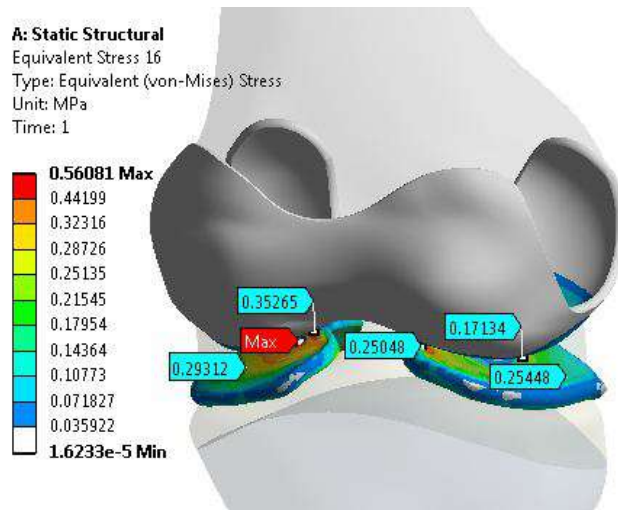 A: Static Structural
Equivalent Stress 16
Type: Equivalent (von-Mises) Stress
Unit: MPa
Time: 1
0.56081 Max
0.44199
0.32316
0.28726
0.25135
0.21545
0.17954
0.14364
0.10773
0.071827
0.035922
1.6233e-5 Min
0.35265
Max
0.29312
0.25048
0.17134
0.25448